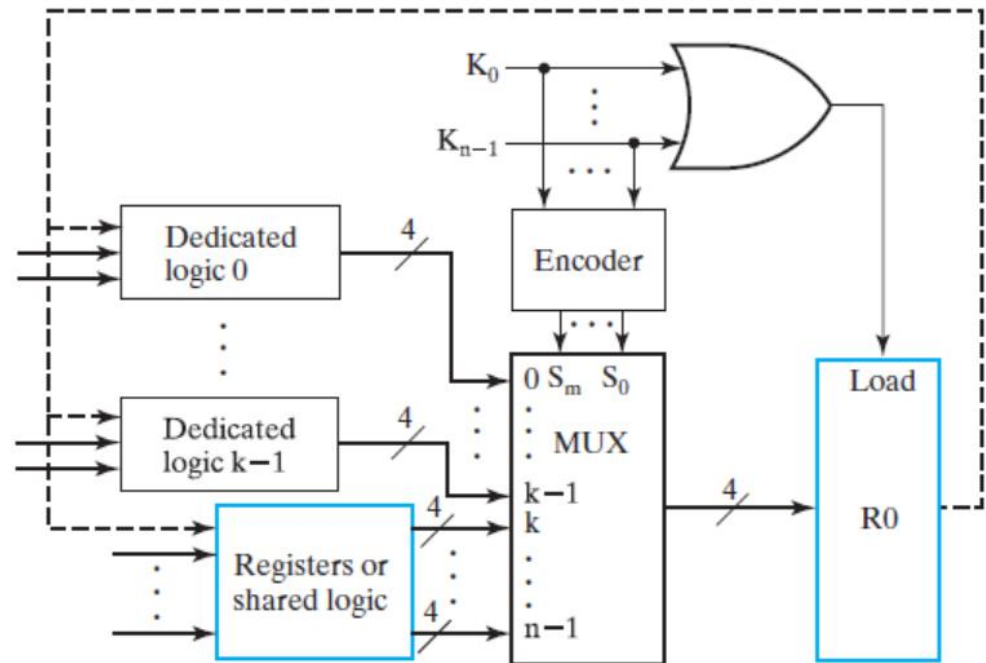 K₀
Kₙ₋₁
Dedicated
logic 0
4
Encoder
0 Sₘ S₀
Load
Dedicated
logic k−1
4
MUX
k−1
4
k
4
R0
Registers or
shared logic
4
n−1